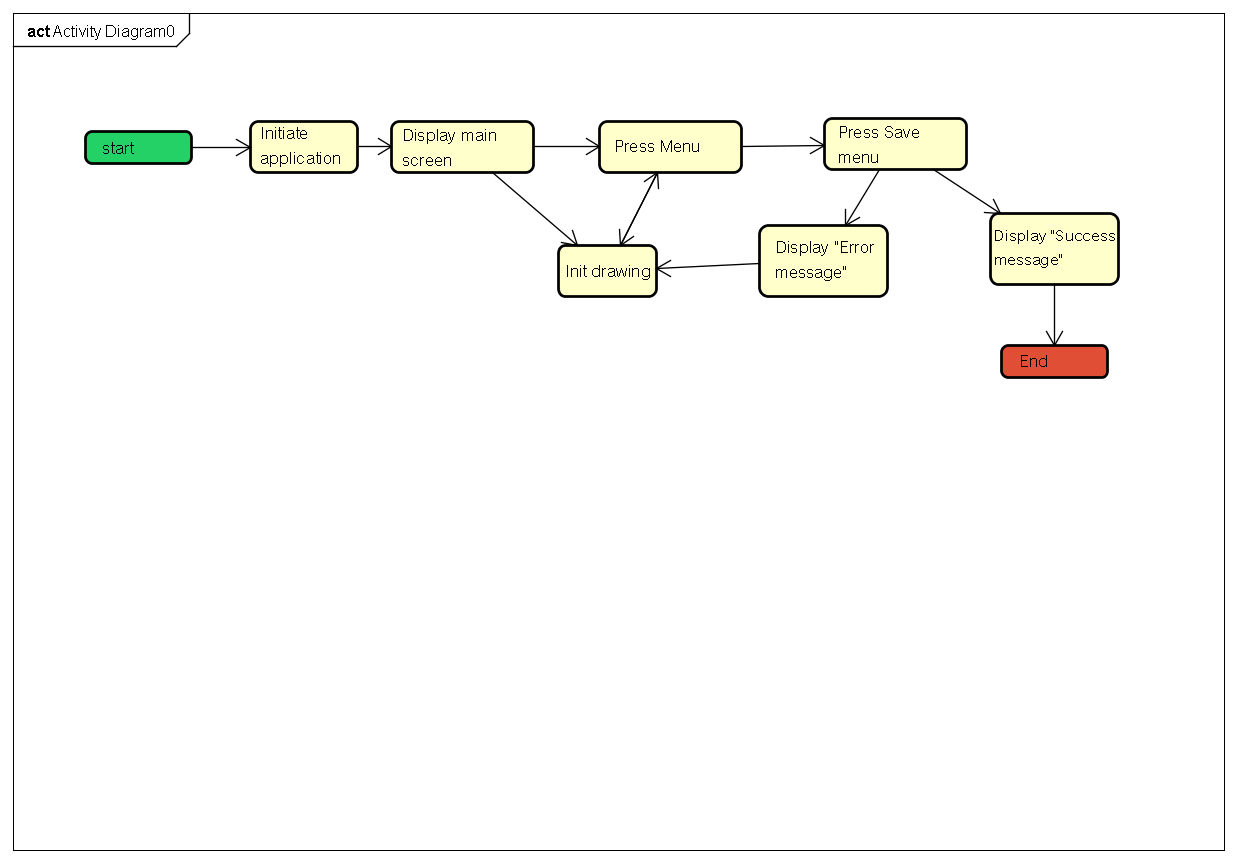 act Activity Diagram0
start
Initiate
application
Display main
screen
Press Menu
Press Save
menu
Init drawing
Display "Error
message"
Display "Success
message"
End